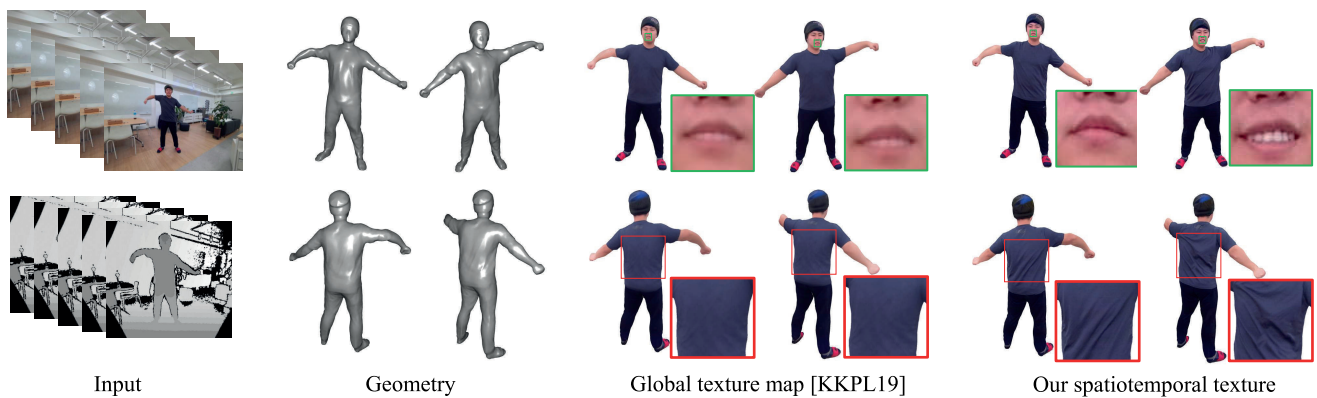 Input
Geometry
Global texture map [KKPL19]
Our spatiotemporal texture